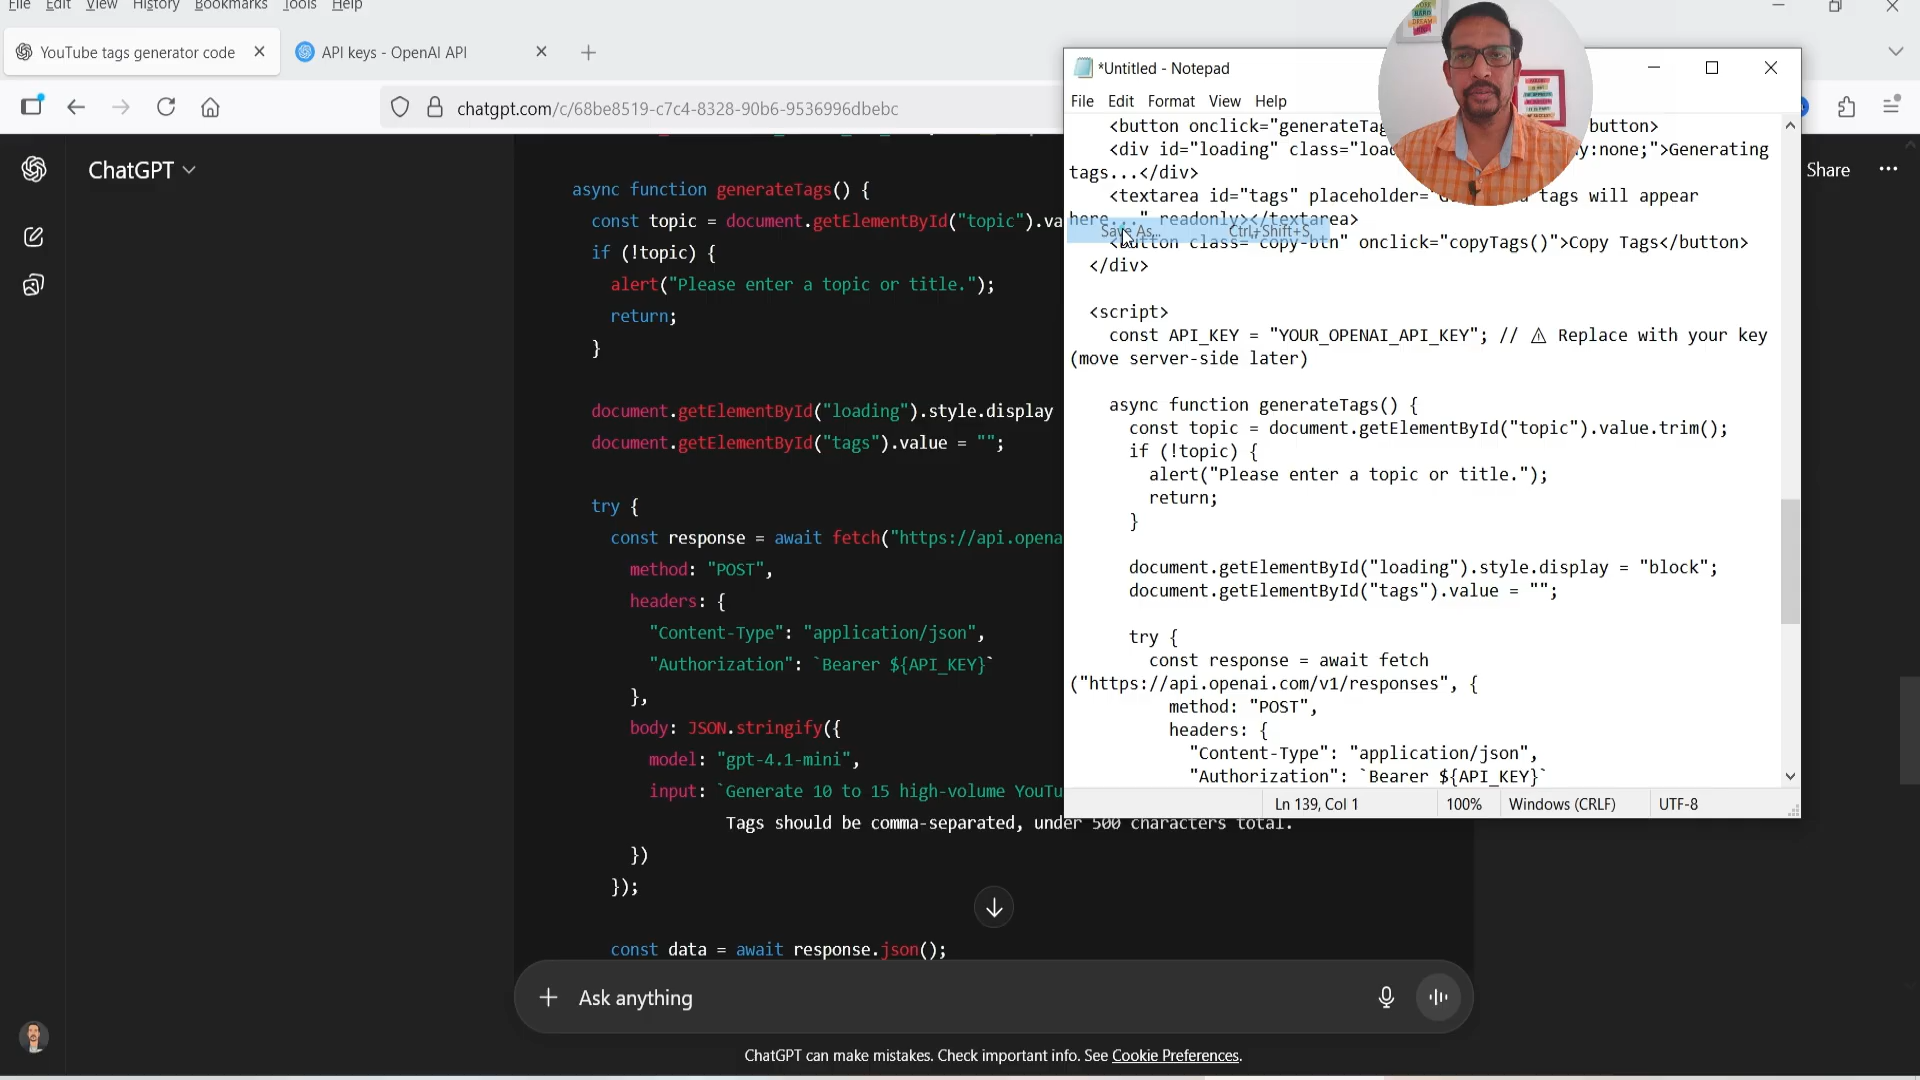 File Edit View History Bookmarks Tools Help
YouTube tags generator code
API keys - OpenAI API
chatgpt.com/c/68be8519-c7c4-8328-90b6-9536996dbebc
ChatGPT
Share
async function generateTags() {
const topic = document.getElementById("topic").va
if (!topic) {
alert("Please enter a topic or title.");
return;
}
document.getElementById("loading").style.display
document.getElementById("tags").value = "";
try {
const response = await fetch("https://api.opena
method: "POST",
headers: {
"Content-Type": "application/json",
"Authorization": `Bearer ${API_KEY}`
},
body: JSON.stringify({
model: "gpt-4.1-mini",
input: `Generate 10 to 15 high-volume YouTu
Tags should be comma-separated, under 500 characters total.
})
});
const data = await response.json();
Ask anything
ChatGPT can make mistakes. Check important info. See Cookie Preferences.
*Untitled - Notepad
File Edit Format View Help
<button onclick="generateTag button>
<div id="loading" class="load y:none;">Generating
tags...</div>
<textarea id="tags" placeholder= tags will appear
here..." readonly></textarea>
Save As... Ctrl+Shift+S
<button class="copy-btn" onclick="copyTags()">Copy Tags</button>
</div>
<script>
const API_KEY = "YOUR_OPENAI_API_KEY"; // ⚠ Replace with your key
(move server-side later)
async function generateTags() {
const topic = document.getElementById("topic").value.trim();
if (!topic) {
alert("Please enter a topic or title.");
return;
}
document.getElementById("loading").style.display = "block";
document.getElementById("tags").value = "";
try {
const response = await fetch
("https://api.openai.com/v1/responses", {
method: "POST",
headers: {
"Content-Type": "application/json",
"Authorization": `Bearer ${API_KEY}`
Ln 139, Col 1
100%
Windows (CRLF)
UTF-8